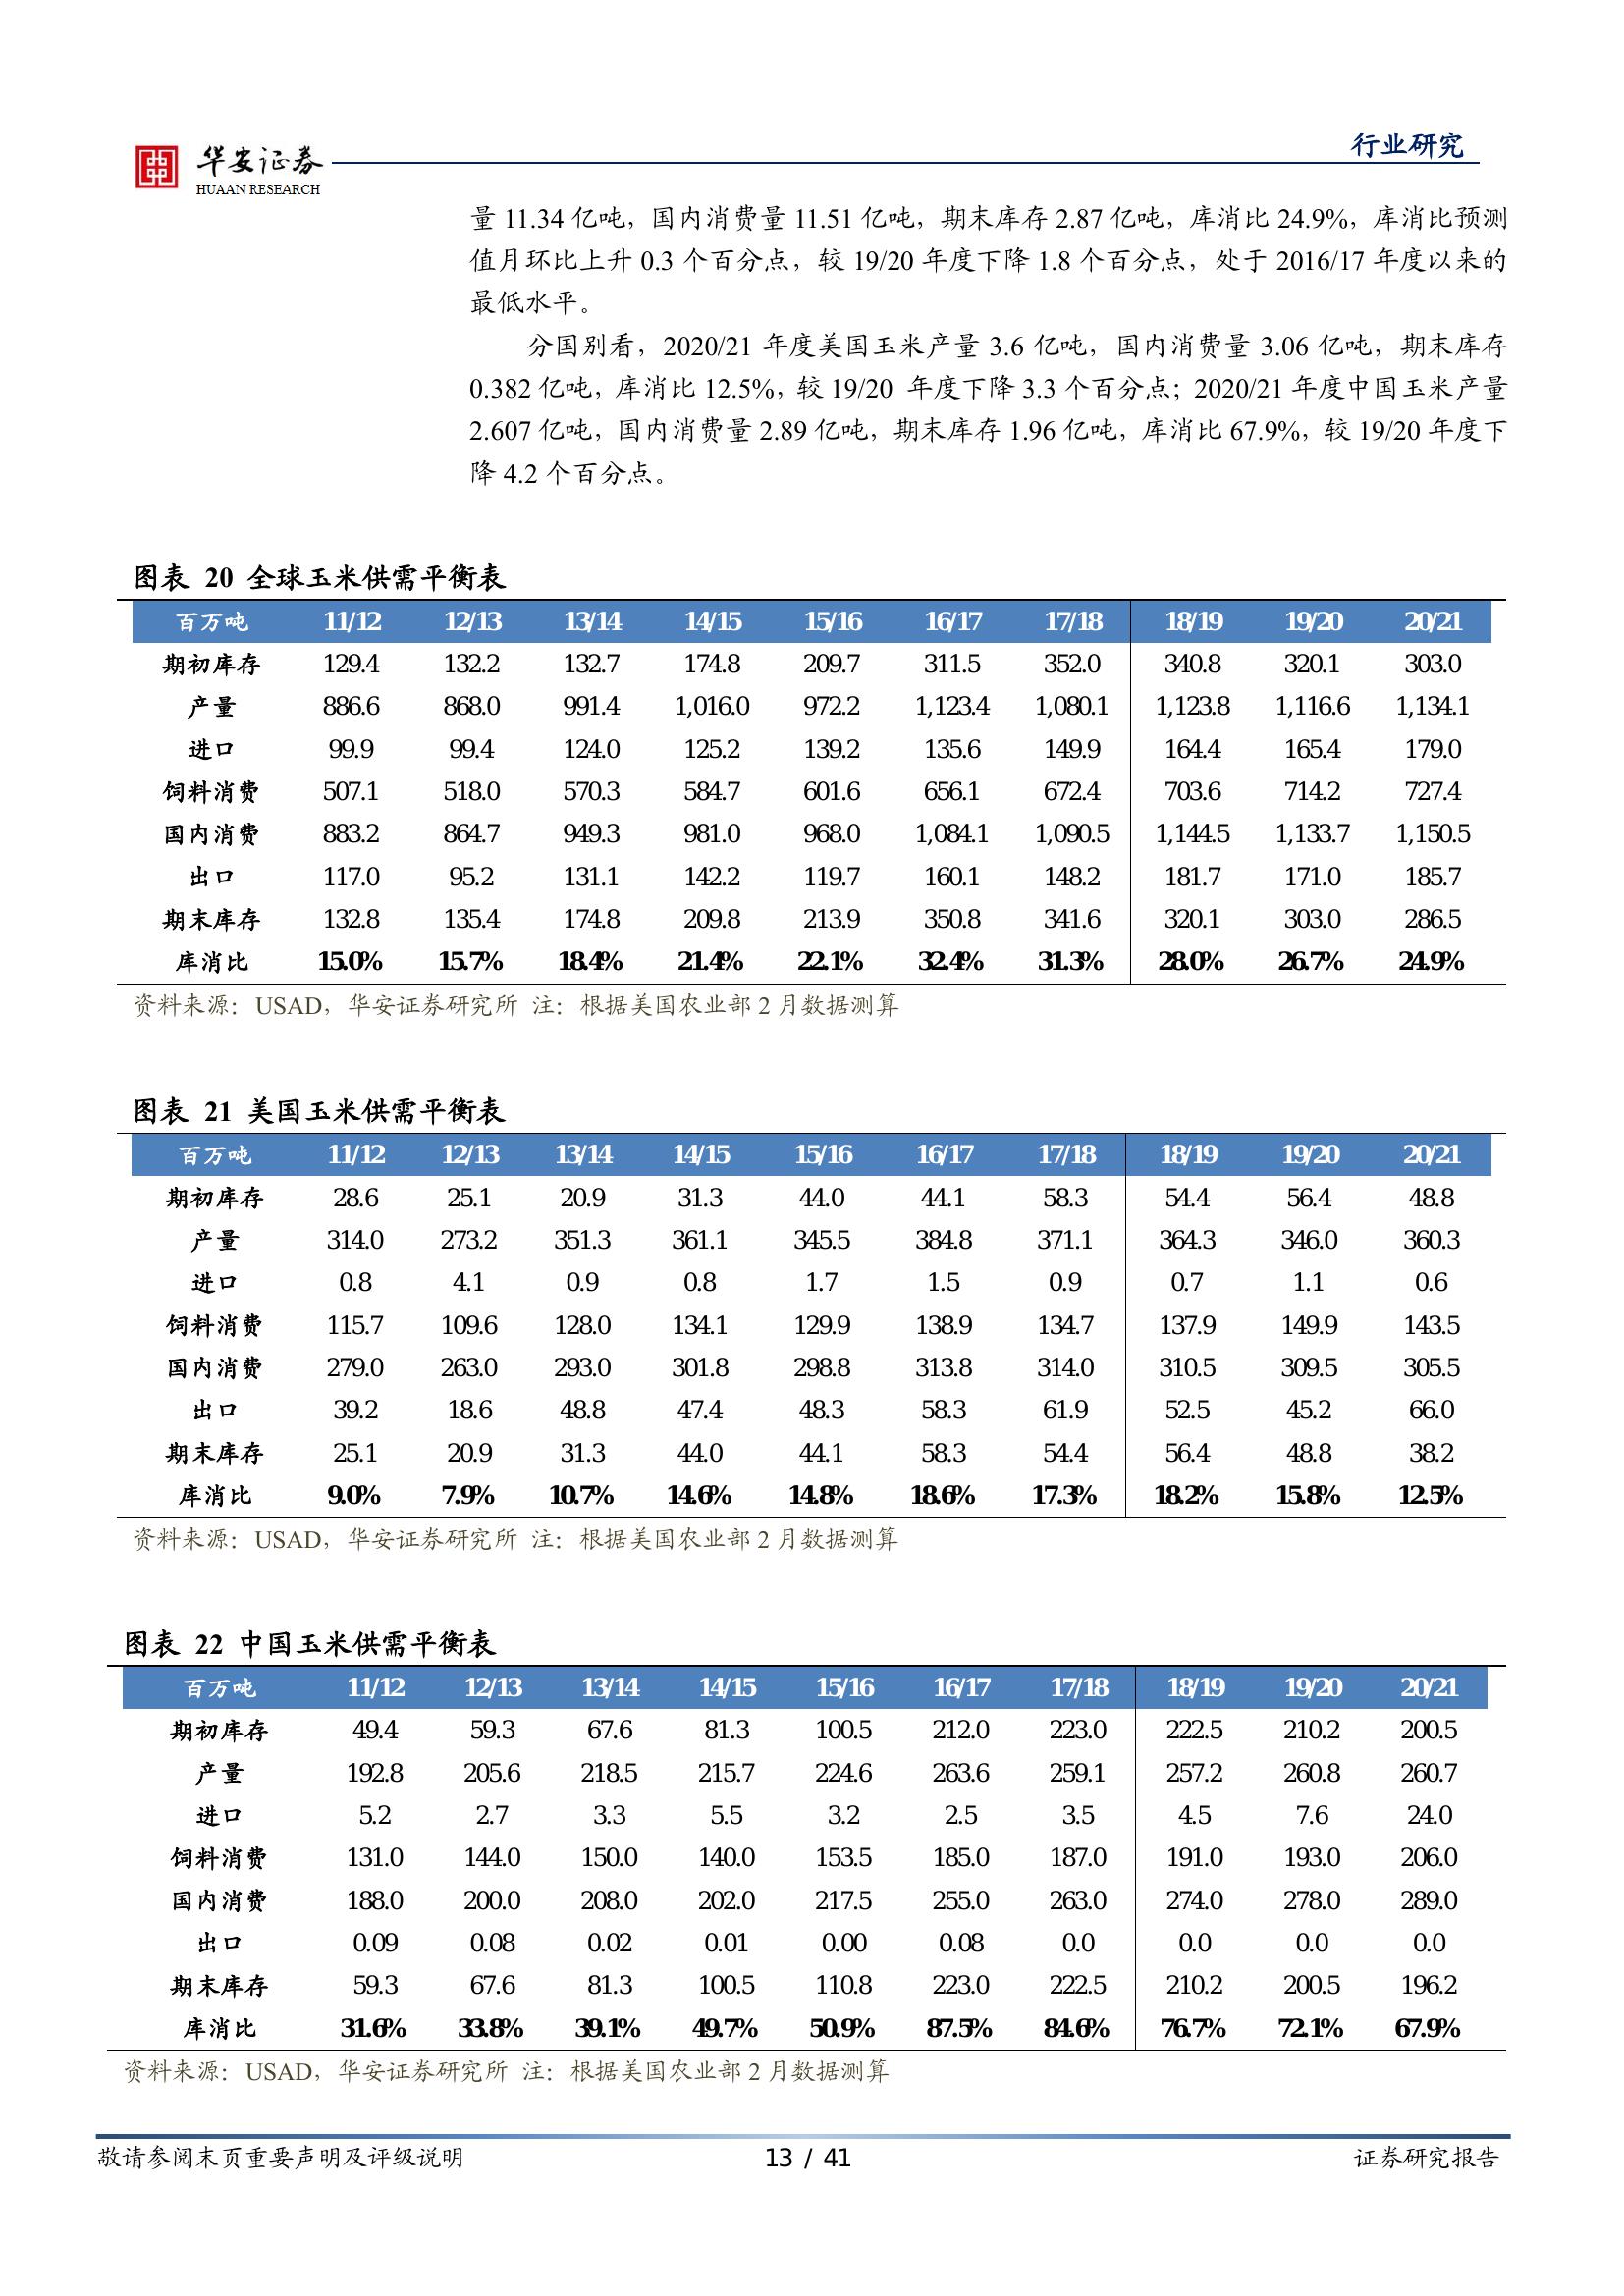 华安证券
HUAAN RESEARCH
行业研究
量 11.34 亿吨，国内消费量 11.51 亿吨，期末库存 2.87 亿吨，库消比 24.9%，库消比预测
值月环比上升 0.3 个百分点，较 19/20 年度下降 1.8 个百分点，处于 2016/17 年度以来的
最低水平。
分国别看，2020/21 年度美国玉米产量 3.6 亿吨，国内消费量 3.06 亿吨，期末库存
0.382 亿吨，库消比 12.5%，较 19/20 年度下降 3.3 个百分点；2020/21 年度中国玉米产量
2.607 亿吨，国内消费量 2.89 亿吨，期末库存 1.96 亿吨，库消比 67.9%，较 19/20 年度下
降 4.2 个百分点。
图表 20 全球玉米供需平衡表
百万吨 11/12 12/13 13/14 14/15 15/16 16/17 17/18 18/19 19/20 20/21
期初库存 129.4 132.2 132.7 174.8 209.7 311.5 352.0 340.8 320.1 303.0
产量 886.6 868.0 991.4 1,016.0 972.2 1,123.4 1,080.1 1,123.8 1,116.6 1,134.1
进口 99.9 99.4 124.0 125.2 139.2 135.6 149.9 164.4 165.4 179.0
饲料消费 507.1 518.0 570.3 584.7 601.6 656.1 672.4 703.6 714.2 727.4
国内消费 883.2 864.7 949.3 981.0 968.0 1,084.1 1,090.5 1,144.5 1,133.7 1,150.5
出口 117.0 95.2 131.1 142.2 119.7 160.1 148.2 181.7 171.0 185.7
期末库存 132.8 135.4 174.8 209.8 213.9 350.8 341.6 320.1 303.0 286.5
库消比 15.0% 15.7% 18.4% 21.4% 22.1% 32.4% 31.3% 28.0% 26.7% 24.9%
资料来源：USAD，华安证券研究所 注：根据美国农业部 2 月数据测算
图表 21 美国玉米供需平衡表
百万吨 11/12 12/13 13/14 14/15 15/16 16/17 17/18 18/19 19/20 20/21
期初库存 28.6 25.1 20.9 31.3 44.0 44.1 58.3 54.4 56.4 48.8
产量 314.0 273.2 351.3 361.1 345.5 384.8 371.1 364.3 346.0 360.3
进口 0.8 4.1 0.9 0.8 1.7 1.5 0.9 0.7 1.1 0.6
饲料消费 115.7 109.6 128.0 134.1 129.9 138.9 134.7 137.9 149.9 143.5
国内消费 279.0 263.0 293.0 301.8 298.8 313.8 314.0 310.5 309.5 305.5
出口 39.2 18.6 48.8 47.4 48.3 58.3 61.9 52.5 45.2 66.0
期末库存 25.1 20.9 31.3 44.0 44.1 58.3 54.4 56.4 48.8 38.2
库消比 9.0% 7.9% 10.7% 14.6% 14.8% 18.6% 17.3% 18.2% 15.8% 12.5%
资料来源：USAD，华安证券研究所 注：根据美国农业部 2 月数据测算
图表 22 中国玉米供需平衡表
百万吨 11/12 12/13 13/14 14/15 15/16 16/17 17/18 18/19 19/20 20/21
期初库存 49.4 59.3 67.6 81.3 100.5 212.0 223.0 222.5 210.2 200.5
产量 192.8 205.6 218.5 215.7 224.6 263.6 259.1 257.2 260.8 260.7
进口 5.2 2.7 3.3 5.5 3.2 2.5 3.5 4.5 7.6 24.0
饲料消费 131.0 144.0 150.0 140.0 153.5 185.0 187.0 191.0 193.0 206.0
国内消费 188.0 200.0 208.0 202.0 217.5 255.0 263.0 274.0 278.0 289.0
出口 0.09 0.08 0.02 0.01 0.00 0.08 0.0 0.0 0.0 0.0
期末库存 59.3 67.6 81.3 100.5 110.8 223.0 222.5 210.2 200.5 196.2
库消比 31.6% 33.8% 39.1% 49.7% 50.9% 87.5% 84.6% 76.7% 72.1% 67.9%
资料来源：USAD，华安证券研究所 注：根据美国农业部 2 月数据测算
敬请参阅末页重要声明及评级说明 13 / 41 证券研究报告